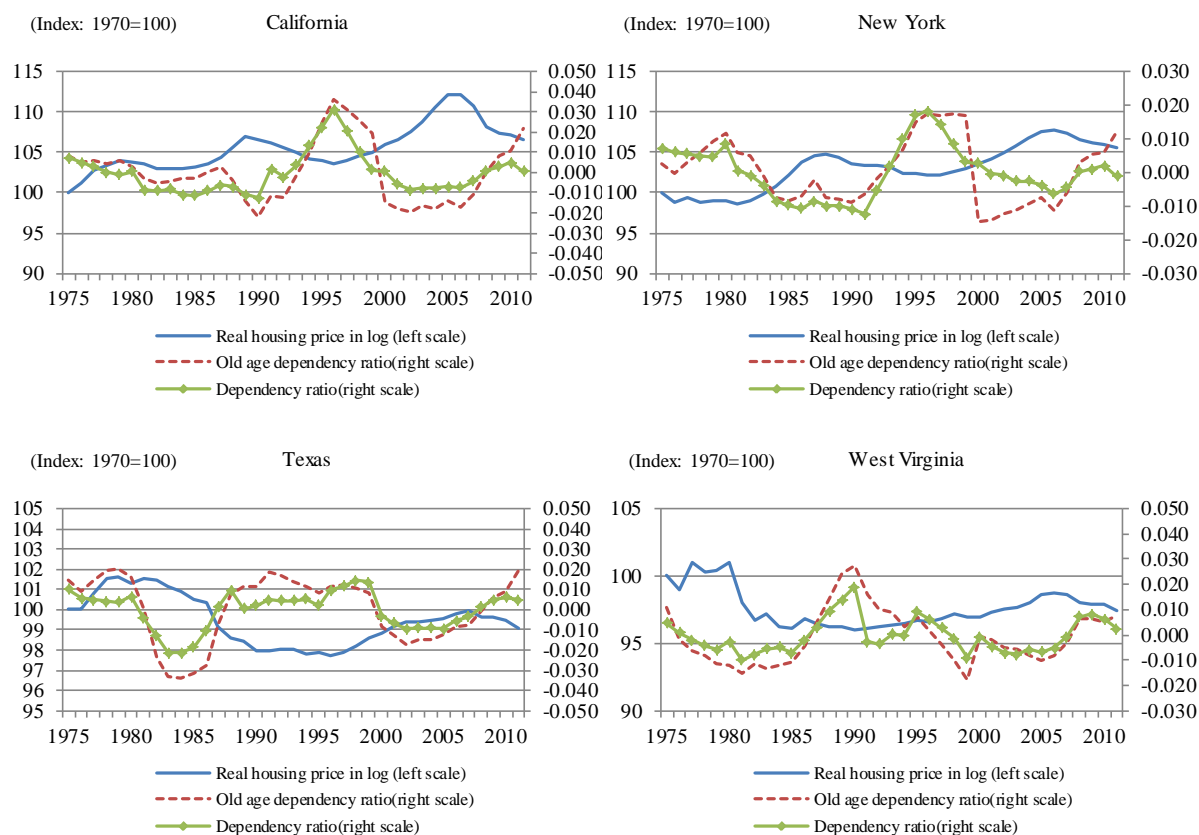 (Index: 1970=100) California
115 0.050
110 0.040
0.030
105 0.020
0.010
100 0.000
-0.010
95 -0.020
-0.030
-0.040
90 -0.050
1975 1980 1985 1990 1995 2000 2005 2010
Real housing price in log (left scale)
Old age dependency ratio(right scale)
Dependency ratio(right scale)
(Index: 1970=100) New York
115 0.030
110 0.020
105 0.010
0.000
100 -0.010
95 -0.020
90 -0.030
1975 1980 1985 1990 1995 2000 2005 2010
Real housing price in log (left scale)
Old age dependency ratio(right scale)
Dependency ratio(right scale)
(Index: 1970=100) Texas
105 0.050
104 0.040
103 0.030
102 0.020
101 0.010
100 0.000
99 -0.010
98 -0.020
97 -0.030
96 -0.040
95 -0.050
1975 1980 1985 1990 1995 2000 2005 2010
Real housing price in log (left scale)
Old age dependency ratio(right scale)
Dependency ratio(right scale)
(Index: 1970=100) West Virginia
105 0.050
0.040
0.030
100 0.020
0.010
0.000
95 -0.010
-0.020
90 -0.030
1975 1980 1985 1990 1995 2000 2005 2010
Real housing price in log (left scale)
Old age dependency ratio(right scale)
Dependency ratio(right scale)